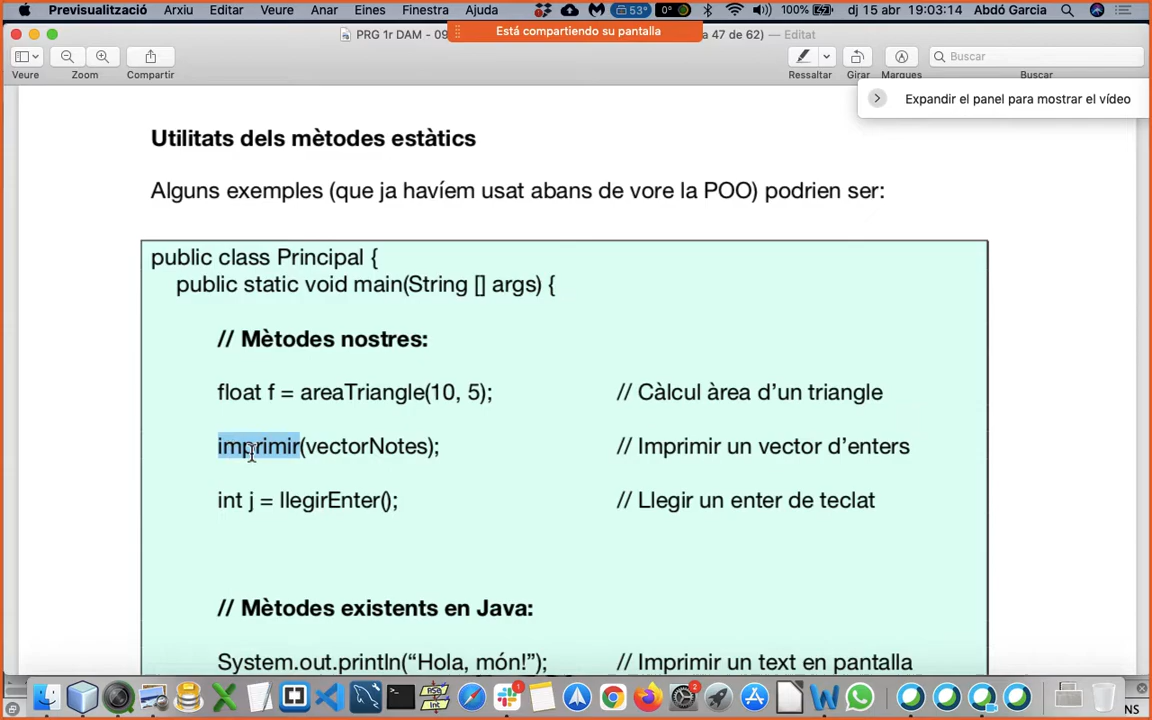 Previsualització Arxiu Editar Veure Anar Eines Finestra Ajuda 53° 0° 100% dj 15 abr 19:03:14 Abdó Garcia
PRG 1r DAM - 09 Está compartiendo su pantalla a 47 de 62) — Editat
Buscar
Veure Zoom Compartir Ressaltar Girar Marques Buscar
Expandir el panel para mostrar el vídeo
Utilitats dels mètodes estàtics
Alguns exemples (que ja havíem usat abans de vore la POO) podrien ser:
public class Principal {
public static void main(String [] args) {
// Mètodes nostres:
float f = areaTriangle(10, 5); // Càlcul àrea d’un triangle
imprimir(vectorNotes); // Imprimir un vector d’enters
int j = llegirEnter(); // Llegir un enter de teclat
// Mètodes existents en Java:
System.out.println(“Hola, món!”); // Imprimir un text en pantalla
NS